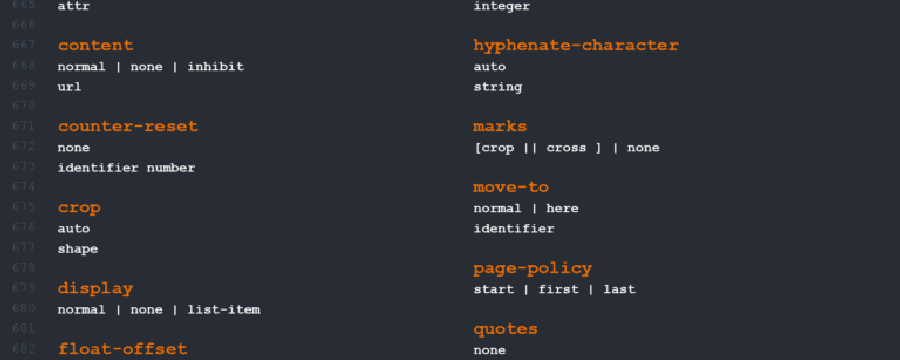 665
attr
666
667
content
668
normal | none | inhibit
669
url
670
671
counter-reset
672
none
673
identifier number
674
675
crop
676
auto
677
shape
678
679
display
680
normal | none | list-item
681
682
float-offset
integer
hyphenate-character
auto
string
marks
[crop || cross ] | none
move-to
normal | here
identifier
page-policy
start | first | last
quotes
none